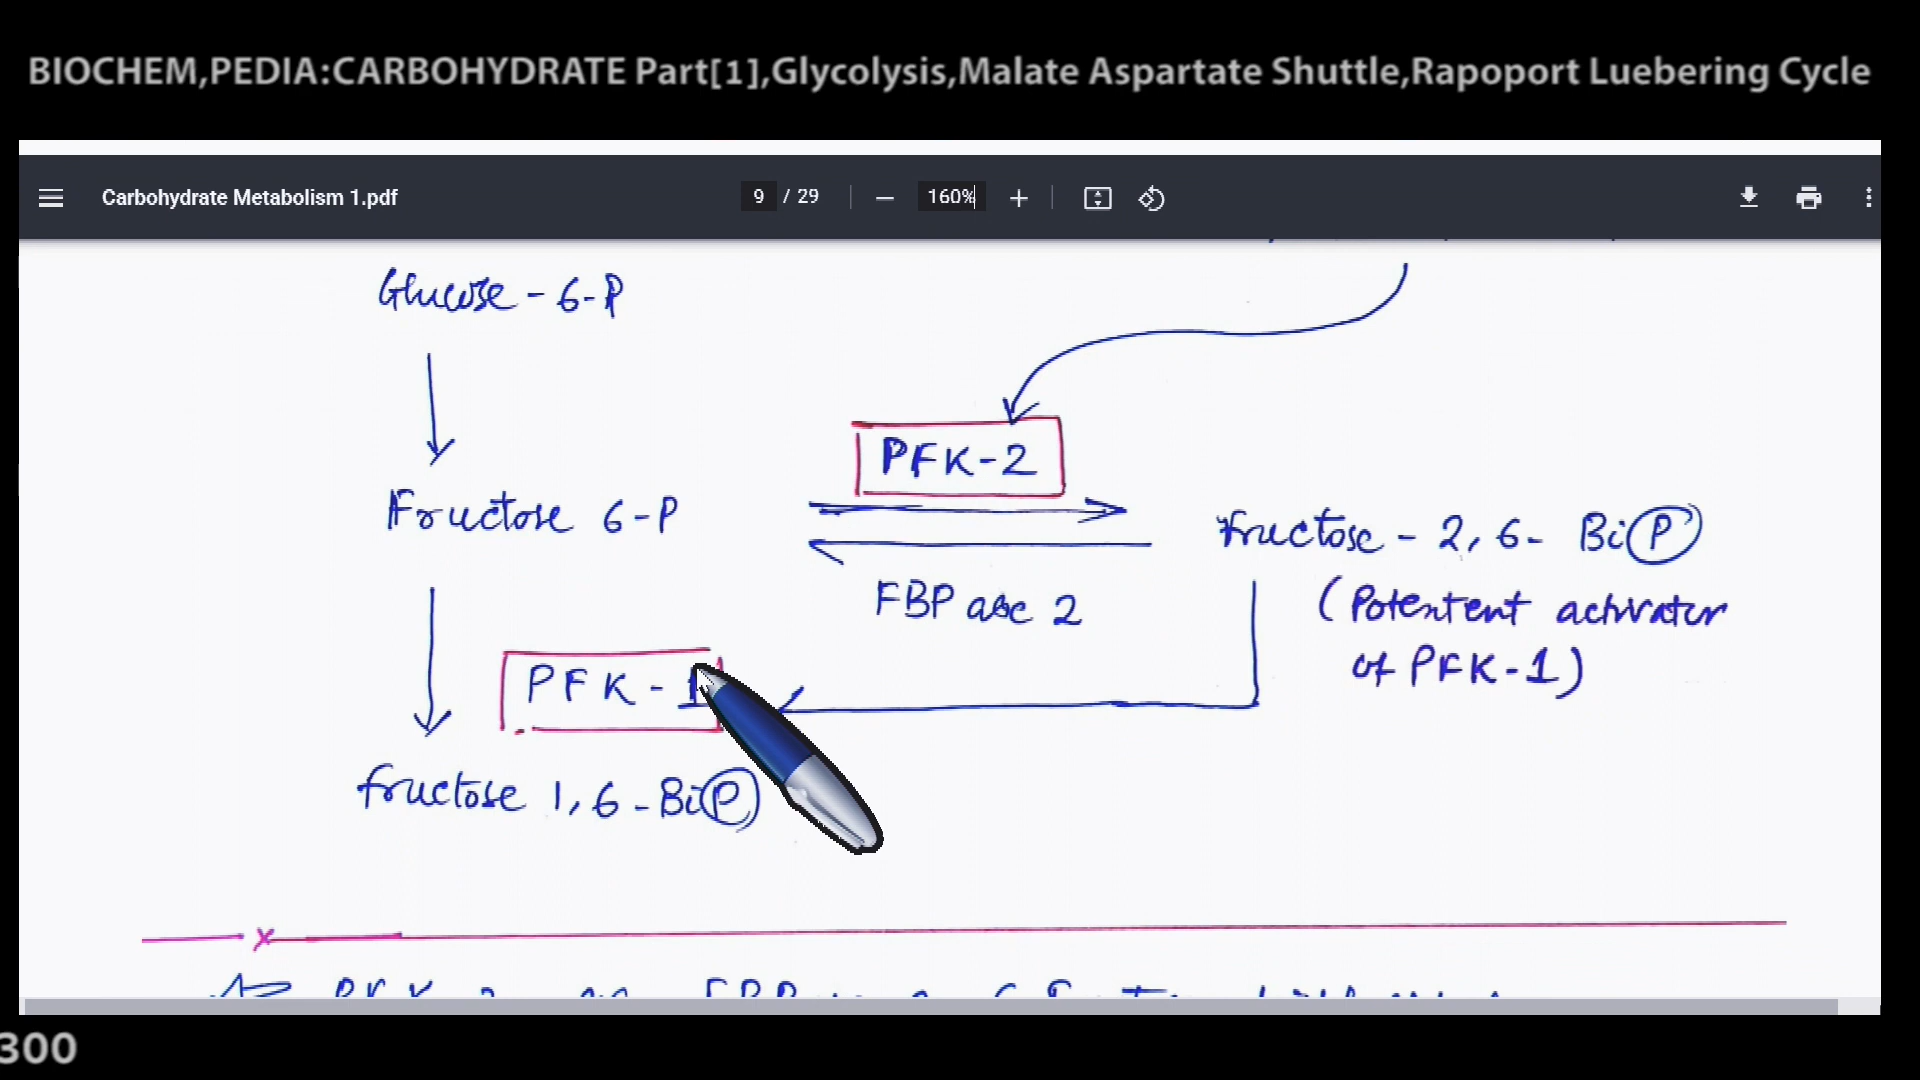 BIOCHEM,PEDIA:CARBOHYDRATE Part[1],Glycolysis,Malate Aspartate Shuttle,Rapoport Luebering Cycle
Carbohydrate Metabolism 1.pdf 9 / 29 160%
Glucose - 6-P
PFK-2
Fructose 6-P
Fructose - 2,6- Bi P
FBP ase 2
(Potentent activator
of PFK-1)
PFK-1
fructose 1,6-Bi P
x
300